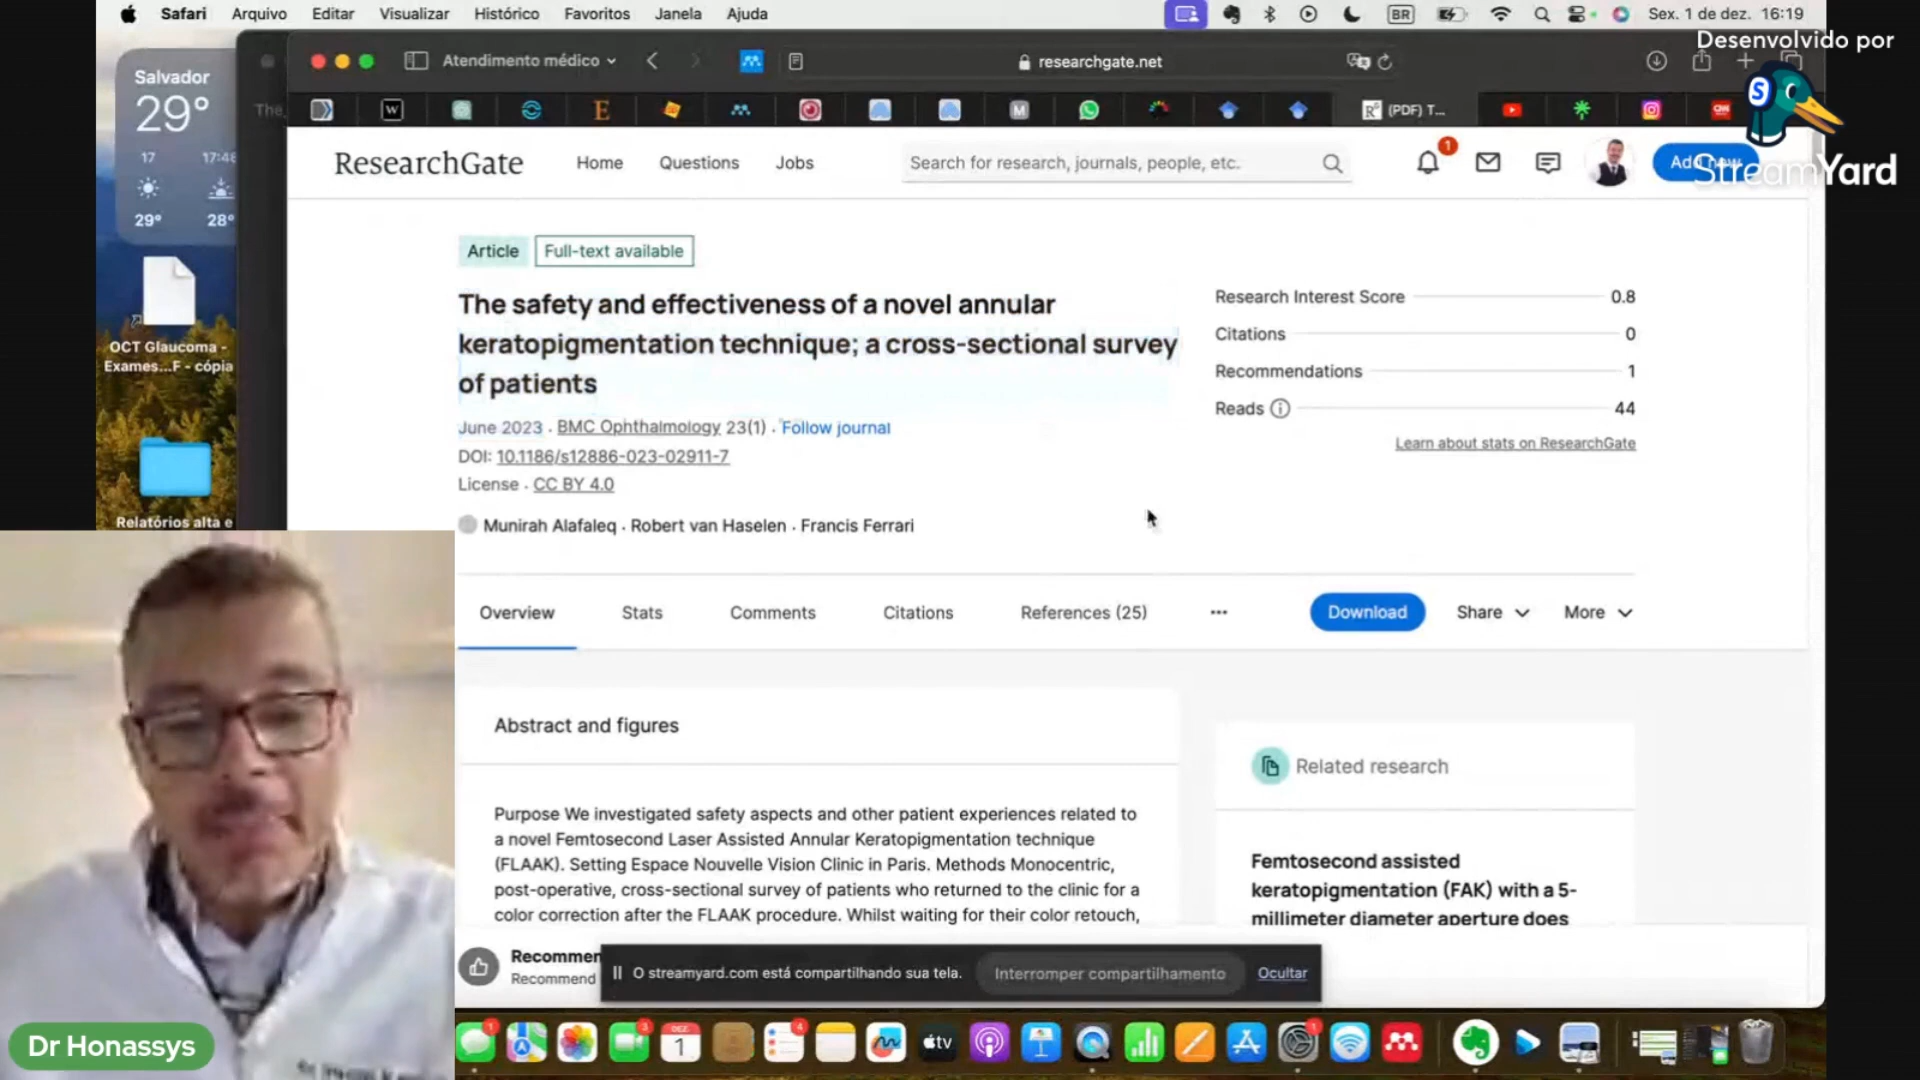 Safari Arquivo Editar Visualizar Histórico Favoritos Janela Ajuda
BR
Sex. 1 de dez. 16:19
Desenvolvido por
StreamYard
Salvador
29°
17 17:46
29° 28°
OCT Glaucoma -
Exames...F - cópia
Relatórios alta e
Atendimento médico
researchgate.net
The,
(PDF) T...
ResearchGate
Home Questions Jobs
Search for research, journals, people, etc.
1
Add new
Article Full-text available
The safety and effectiveness of a novel annular
keratopigmentation technique; a cross-sectional survey
of patients
June 2023 · BMC Ophthalmology 23(1) · Follow journal
DOI: 10.1186/s12886-023-02911-7
License · CC BY 4.0
Munirah Alafaleq · Robert van Haselen · Francis Ferrari
Research Interest Score 0.8
Citations 0
Recommendations 1
Reads 44
Learn about stats on ResearchGate
Overview Stats Comments Citations References (25) ... Download Share More
Abstract and figures
Purpose We investigated safety aspects and other patient experiences related to
a novel Femtosecond Laser Assisted Annular Keratopigmentation technique
(FLAAK). Setting Espace Nouvelle Vision Clinic in Paris. Methods Monocentric,
post-operative, cross-sectional survey of patients who returned to the clinic for a
color correction after the FLAAK procedure. Whilst waiting for their color retouch,
Related research
Femtosecond assisted
keratopigmentation (FAK) with a 5-
millimeter diameter aperture does
Recommen
Recommend
O streamyard.com está compartilhando sua tela. Interromper compartilhamento Ocultar
Dr Honassys
DEZ
1
tv